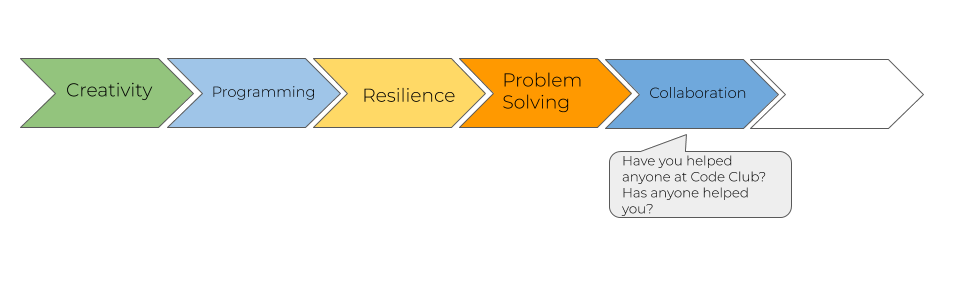 Creativity
Programming
Resilience
Problem
Solving
Collaboration
Have you helped
anyone at Code Club?
Has anyone helped
you?